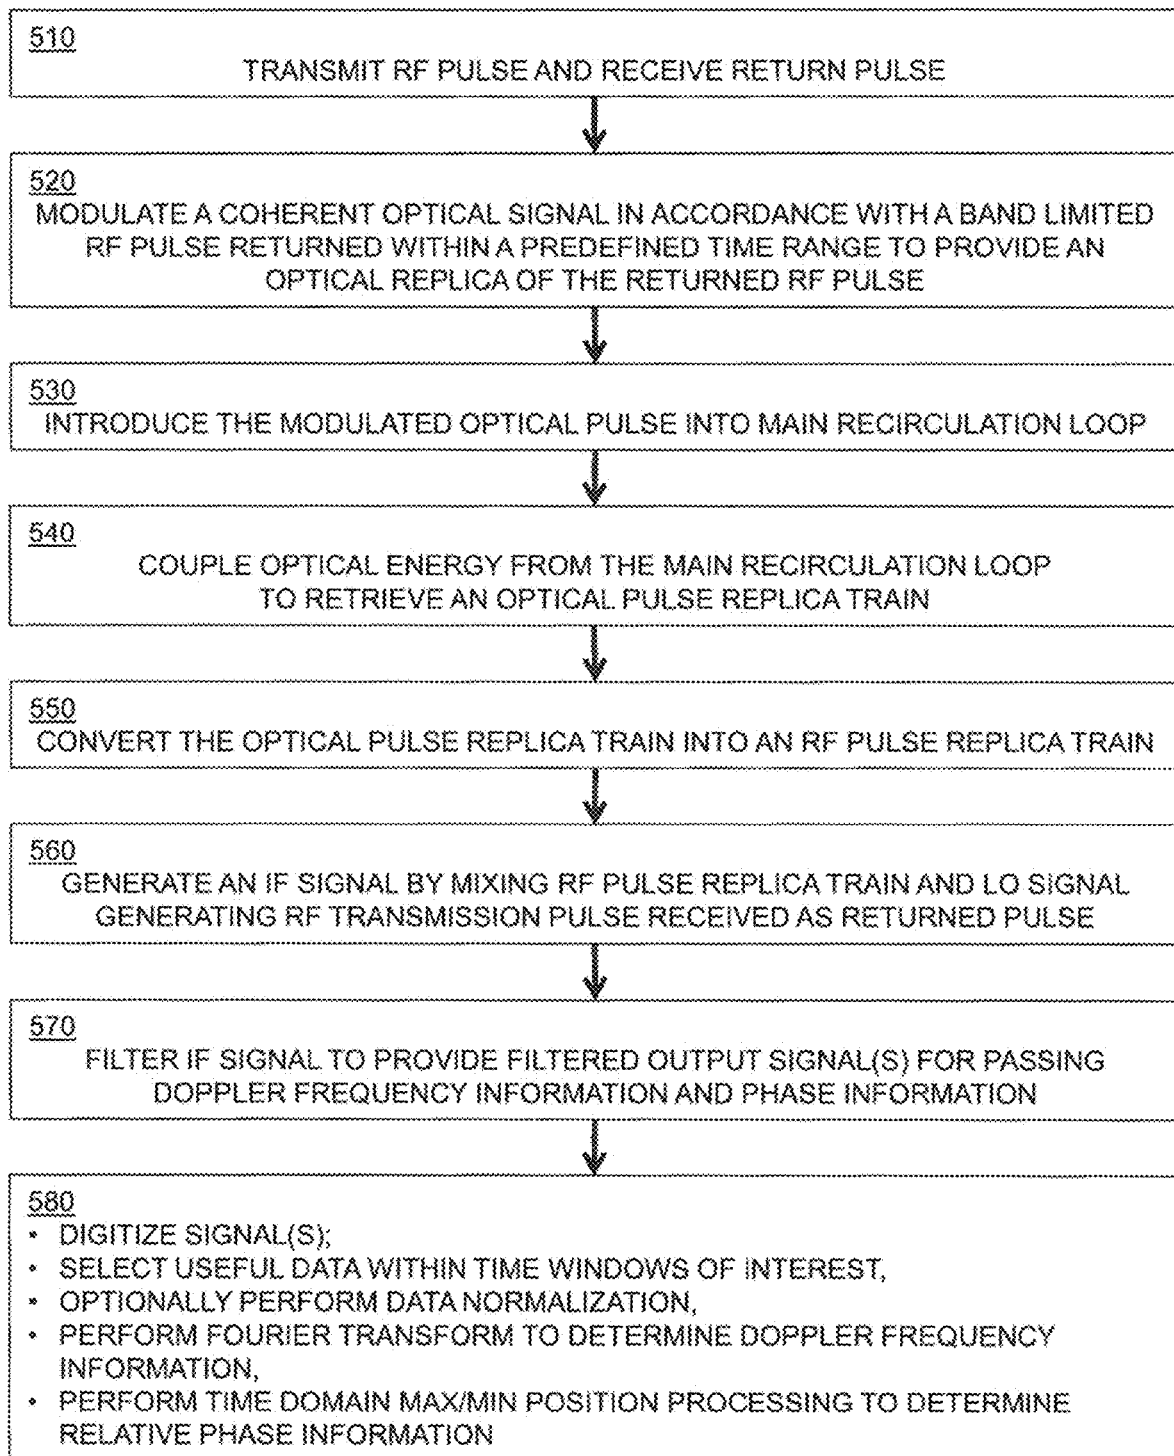 510
TRANSMIT RF PULSE AND RECEIVE RETURN PULSE
520
MODULATE A COHERENT OPTICAL SIGNAL IN ACCORDANCE WITH A BAND LIMITED
RF PULSE RETURNED WITHIN A PREDEFINED TIME RANGE TO PROVIDE AN
OPTICAL REPLICA OF THE RETURNED RF PULSE
530
INTRODUCE THE MODULATED OPTICAL PULSE INTO MAIN RECIRCULATION LOOP
540
COUPLE OPTICAL ENERGY FROM THE MAIN RECIRCULATION LOOP
TO RETRIEVE AN OPTICAL PULSE REPLICA TRAIN
550
CONVERT THE OPTICAL PULSE REPLICA TRAIN INTO AN RF PULSE REPLICA TRAIN
560
GENERATE AN IF SIGNAL BY MIXING RF PULSE REPLICA TRAIN AND LO SIGNAL
GENERATING RF TRANSMISSION PULSE RECEIVED AS RETURNED PULSE
570
FILTER IF SIGNAL TO PROVIDE FILTERED OUTPUT SIGNAL(S) FOR PASSING
DOPPLER FREQUENCY INFORMATION AND PHASE INFORMATION
580
• DIGITIZE SIGNAL(S);
• SELECT USEFUL DATA WITHIN TIME WINDOWS OF INTEREST,
• OPTIONALLY PERFORM DATA NORMALIZATION,
• PERFORM FOURIER TRANSFORM TO DETERMINE DOPPLER FREQUENCY
INFORMATION,
• PERFORM TIME DOMAIN MAX/MIN POSITION PROCESSING TO DETERMINE
RELATIVE PHASE INFORMATION